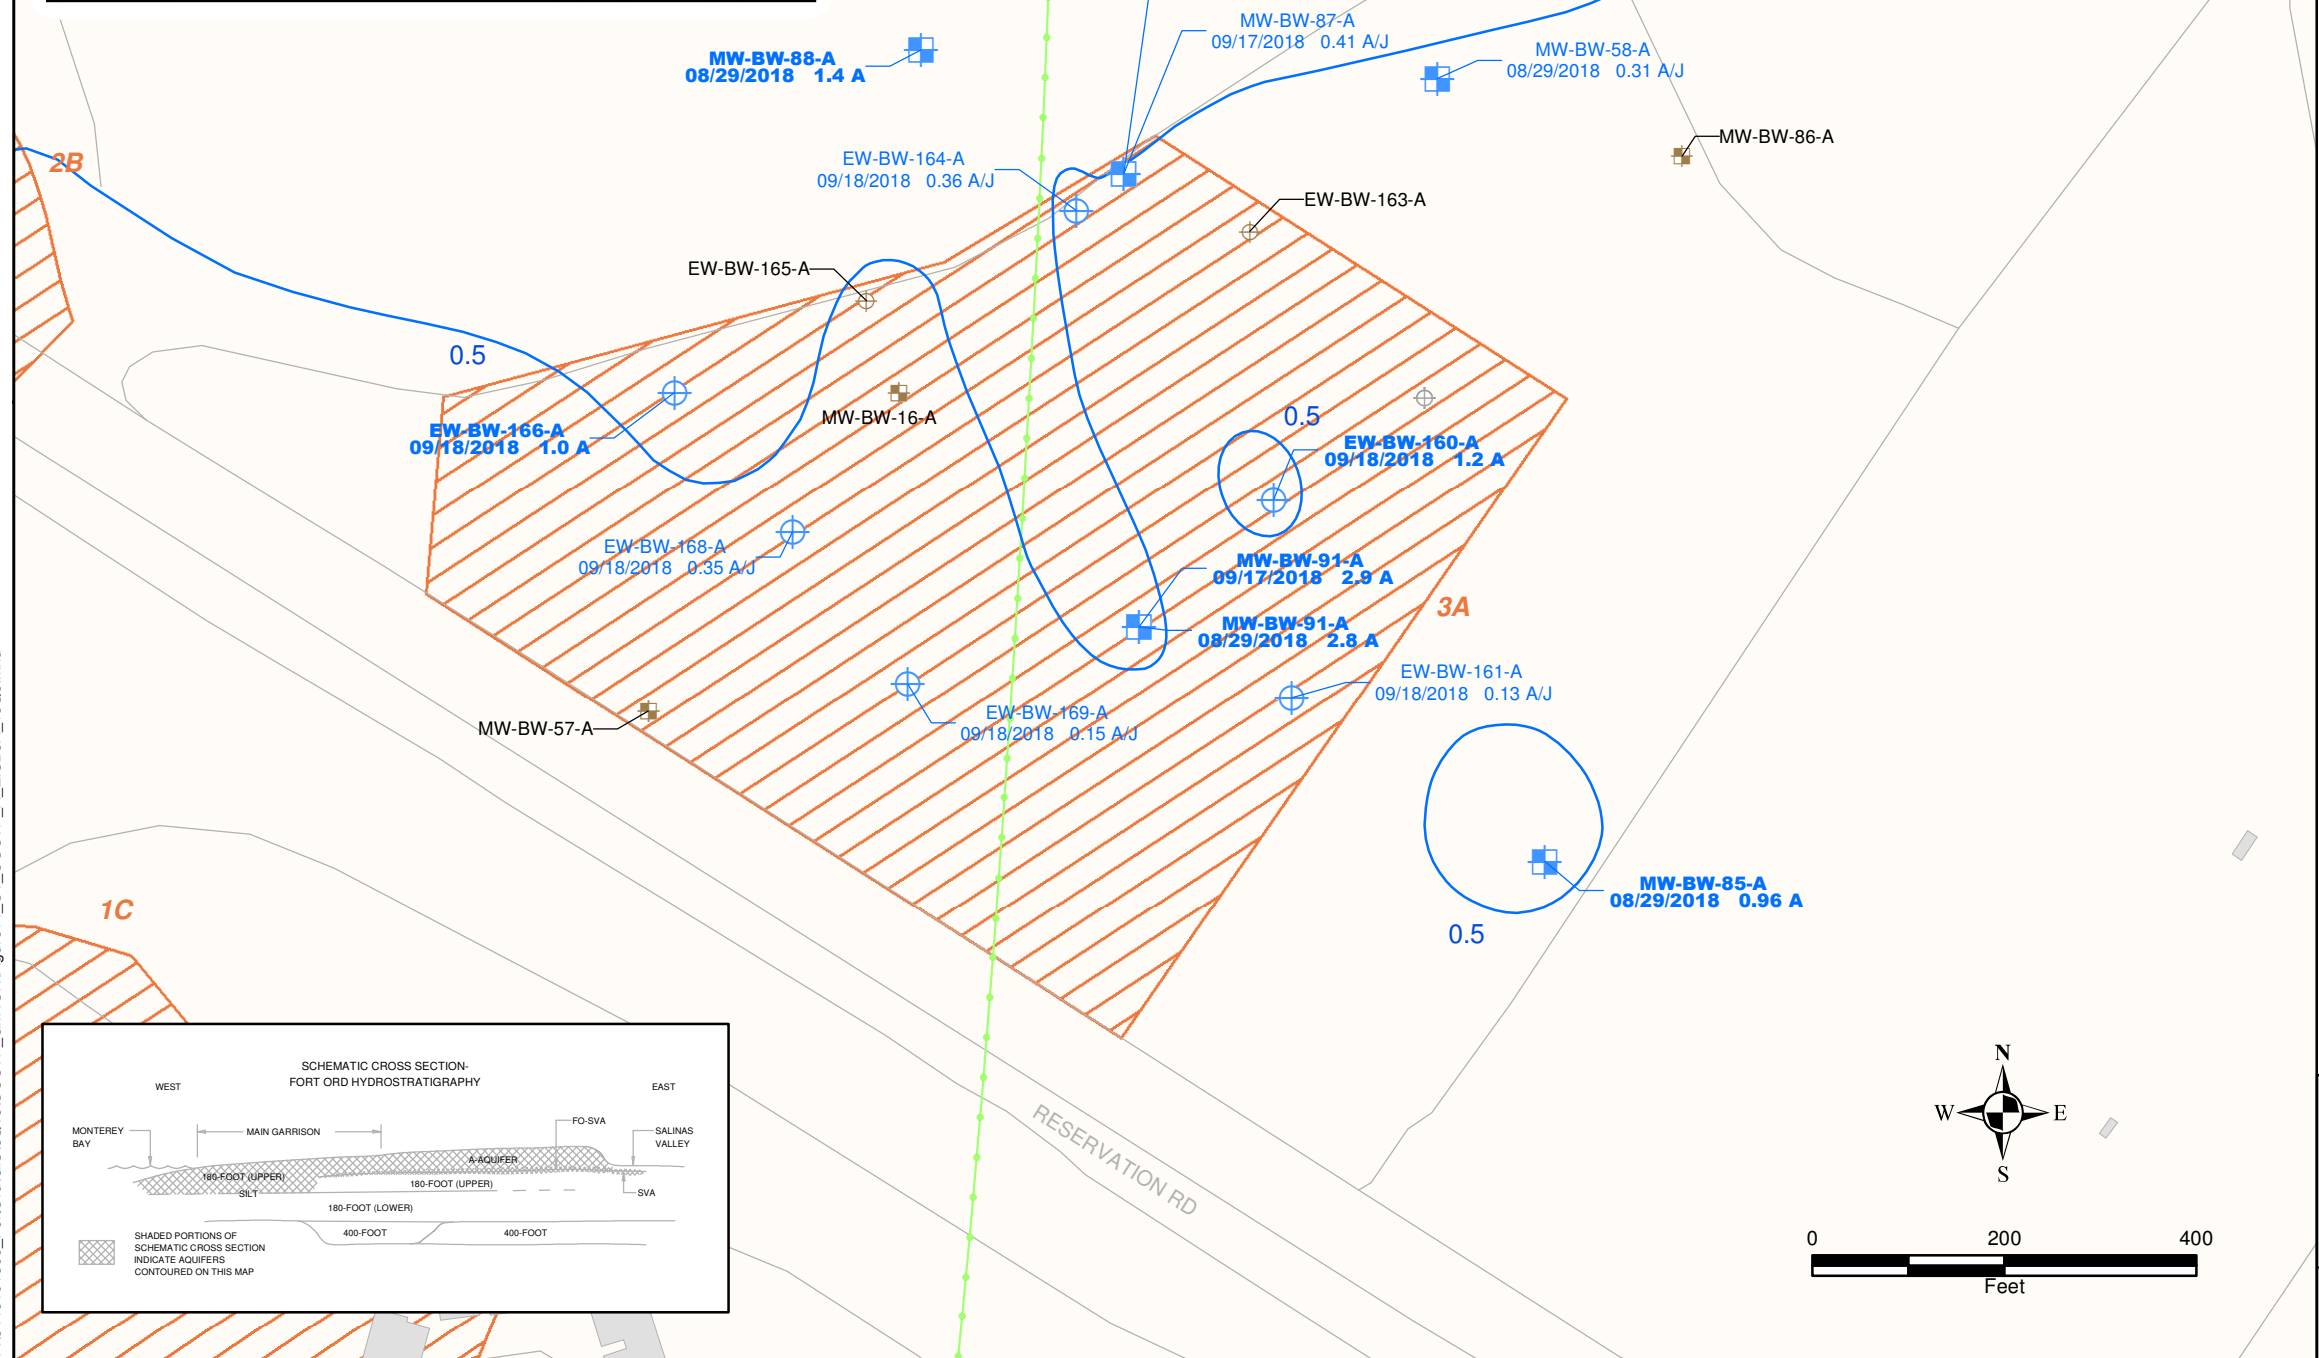 MW-BW-87-A
09/17/2018 0.41 A/J
MW-BW-88-A
08/29/2018 1.4 A
MW-BW-58-A
08/29/2018 0.31 A/J
MW-BW-86-A
2B
EW-BW-164-A
09/18/2018 0.36 A/J
EW-BW-163-A
EW-BW-165-A
0.5
MW-BW-16-A
0.5
EW-BW-166-A
09/18/2018 1.0 A
EW-BW-160-A
09/18/2018 1.2 A
EW-BW-168-A
09/18/2018 0.35 A/J
MW-BW-91-A
09/17/2018 2.9 A
3A
MW-BW-91-A
08/29/2018 2.8 A
EW-BW-161-A
09/18/2018 0.13 A/J
EW-BW-169-A
09/18/2018 0.15 A/J
MW-BW-57-A
MW-BW-85-A
08/29/2018 0.96 A
0.5
1C
RESERVATION RD
SCHEMATIC CROSS SECTION-
FORT ORD HYDROSTRATIGRAPHY
WEST
EAST
FO-SVA
MONTEREY
BAY
MAIN GARRISON
SALINAS
VALLEY
A-AQUIFER
180-FOOT (UPPER)
180-FOOT (UPPER)
SILT
SVA
180-FOOT (LOWER)
400-FOOT
400-FOOT
SHADED PORTIONS OF
SCHEMATIC CROSS SECTION
INDICATE AQUIFERS
CONTOURED ON THIS MAP
N
W
E
S
0 200 400
Feet